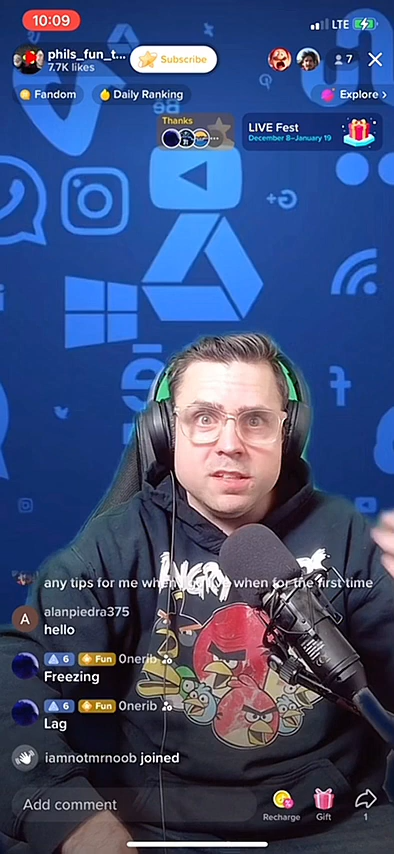 10:09
LTE
phils_fun_t...
7.7K likes
Subscribe
7
Fandom
Daily Ranking
Explore
Thanks
LIVE Fest
December 8–January 19
G+
ANGRY
any tips for me when
when for the first time
alanpiedra375
hello
6 Fun 0nerib
Freezing
6 Fun 0nerib
Lag
iamnotmrnoob joined
Add comment
Recharge
Gift
1